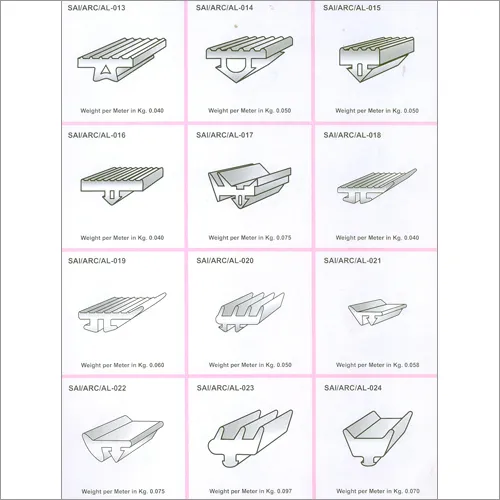 SAI/ARC/AL-013
SAI/ARC/AL-014
SAI/ARC/AL-015
Weight per Meter in Kg. 0.040
Weight per Meter in Kg. 0.050
Weight per Meter in Kg. 0.050
SAI/ARC/AL-016
SAI/ARC/AL-017
SAI/ARC/AL-018
Weight per Meter in Kg. 0.040
Weight per Meter in Kg. 0.075
Weight per Meter in Kg. 0.040
SAI/ARC/AL-019
SAI/ARC/AL-020
SAI/ARC/AL-021
Weight per Meter in Kg. 0.060
Weight per Meter in Kg. 0.050
Weight per Meter in Kg. 0.058
SAI/ARC/AL-022
SAI/ARC/AL-023
SAI/ARC/AL-024
Weight per Meter in Kg. 0.075
Weight per Meter in Kg. 0.097
Weight per Meter in Kg. 0.070